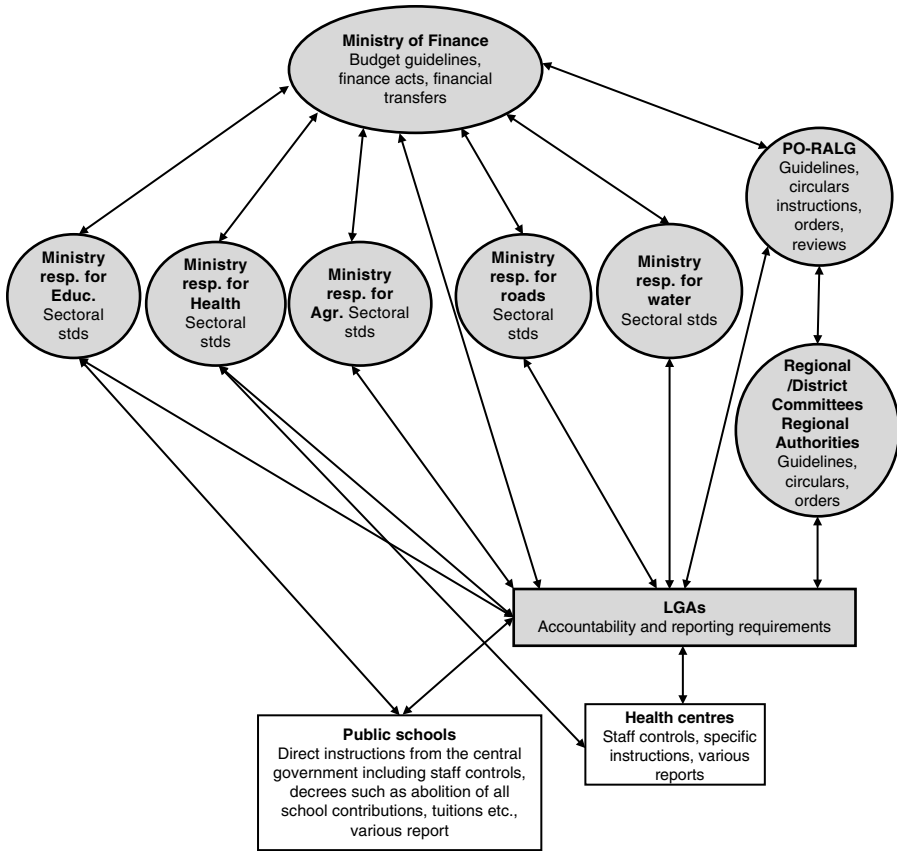 Ministry of Finance
Budget guidelines,
finance acts, financial
transfers
PO-RALG
Guidelines,
circulars
instructions,
orders,
reviews
Ministry
resp. for
Educ.
Sectoral
stds
Ministry
resp. for
Health
Sectoral
stds
Ministry
resp. for
Agr. Sectoral
stds
Ministry
resp. for
roads
Sectoral
stds
Ministry
resp. for
water
Sectoral stds
Regional
/District
Committees
Regional
Authorities
Guidelines,
circulars,
orders
LGAs
Accountability and reporting requirements
Public schools
Direct instructions from the central
government including staff controls,
decrees such as abolition of all
school contributions, tuitions etc.,
various report
Health centres
Staff controls, specific
instructions, various
reports